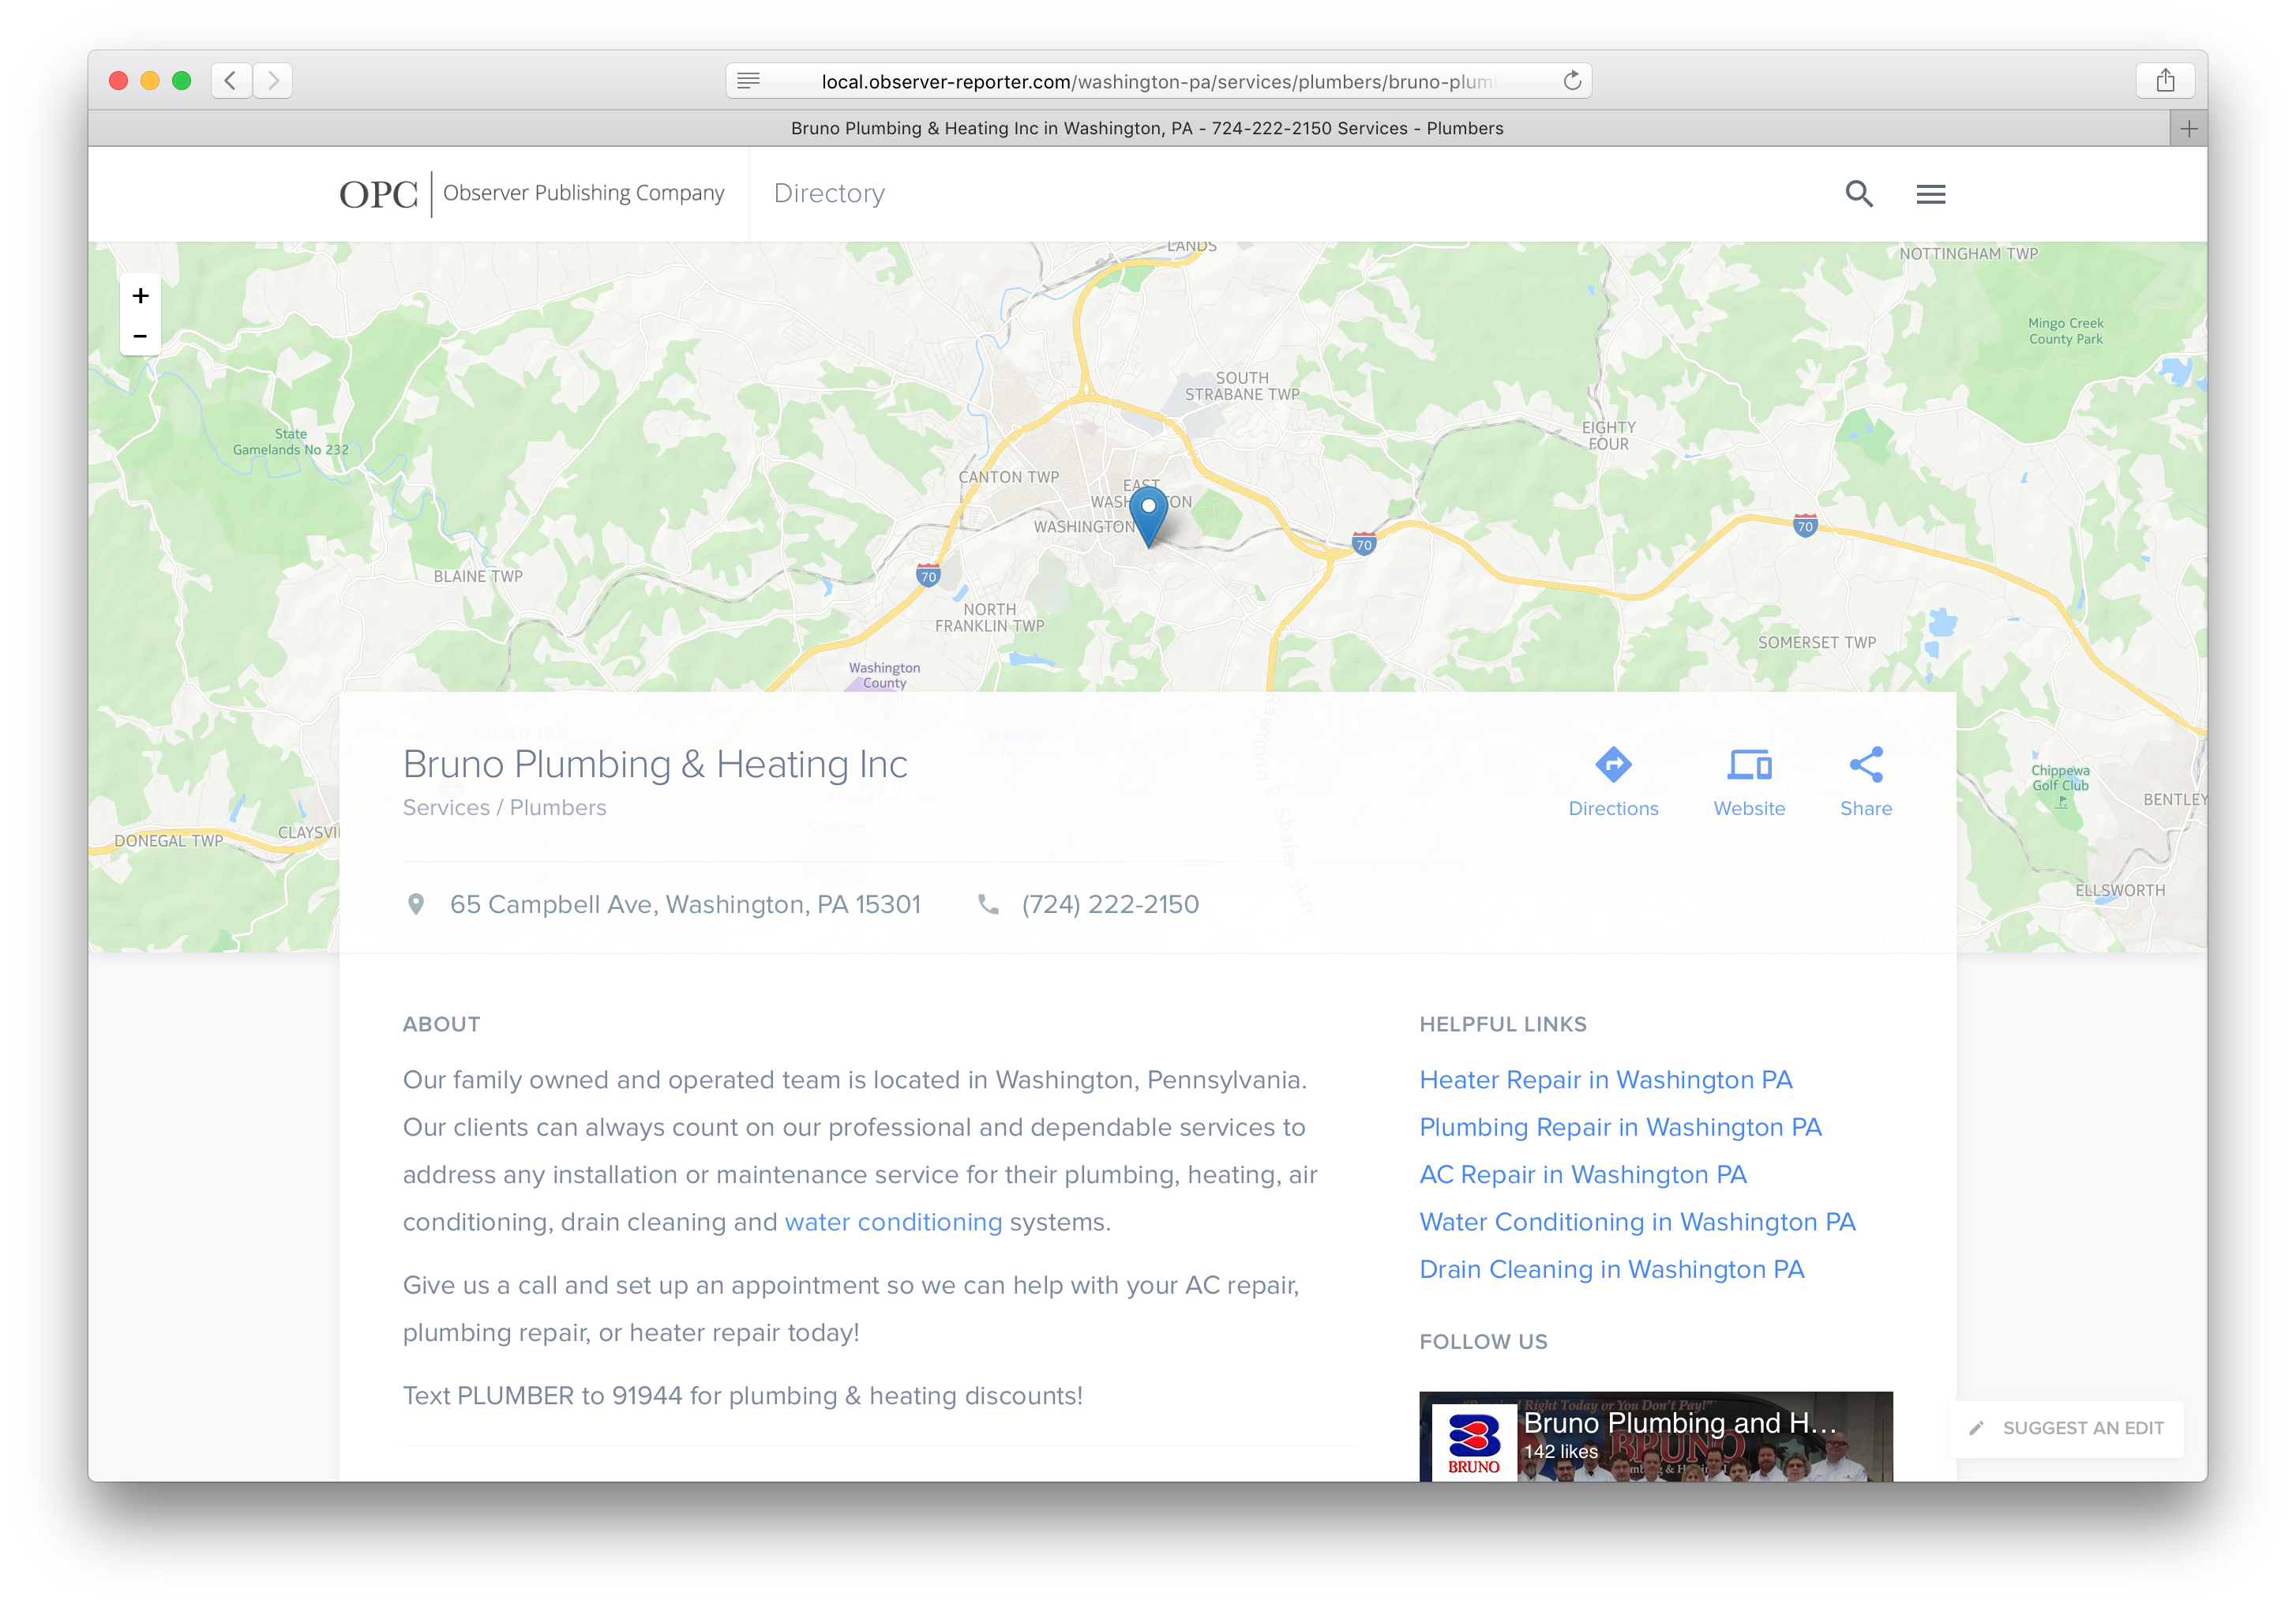 local.observer-reporter.com/washington-pa/services/plumbers/bruno-plum
Bruno Plumbing & Heating Inc in Washington, PA - 724-222-2150 Services - Plumbers
OPC | Observer Publishing Company
Directory
+
−
LANDS
NOTTINGHAM TWP
Mingo Creek
County Park
SOUTH
STRABANE TWP
State
Gamelands No 232
EIGHTY
FOUR
CANTON TWP
EAST
WASHINGTON
WASHINGTON
70
70
70
BLAINE TWP
NORTH
FRANKLIN TWP
SOMERSET TWP
Washington
County
BUFFALO TWP
Raymond P. Shafer Hwy
FRANKLIN TWP
Chippewa
Golf Club
BENTLEY
CLAYSVI
DONEGAL TWP
ELLSWORTH
Bruno Plumbing & Heating Inc
Services / Plumbers
Directions
Website
Share
65 Campbell Ave, Washington, PA 15301
(724) 222-2150
ABOUT
Our family owned and operated team is located in Washington, Pennsylvania.
Our clients can always count on our professional and dependable services to
address any installation or maintenance service for their plumbing, heating, air
conditioning, drain cleaning and water conditioning systems.
Give us a call and set up an appointment so we can help with your AC repair,
plumbing repair, or heater repair today!
Text PLUMBER to 91944 for plumbing & heating discounts!
HELPFUL LINKS
Heater Repair in Washington PA
Plumbing Repair in Washington PA
AC Repair in Washington PA
Water Conditioning in Washington PA
Drain Cleaning in Washington PA
FOLLOW US
Right Today or You Don't Pay!"
Bruno Plumbing and H...
142 likes
BRUNO
BRUNO
SUGGEST AN EDIT